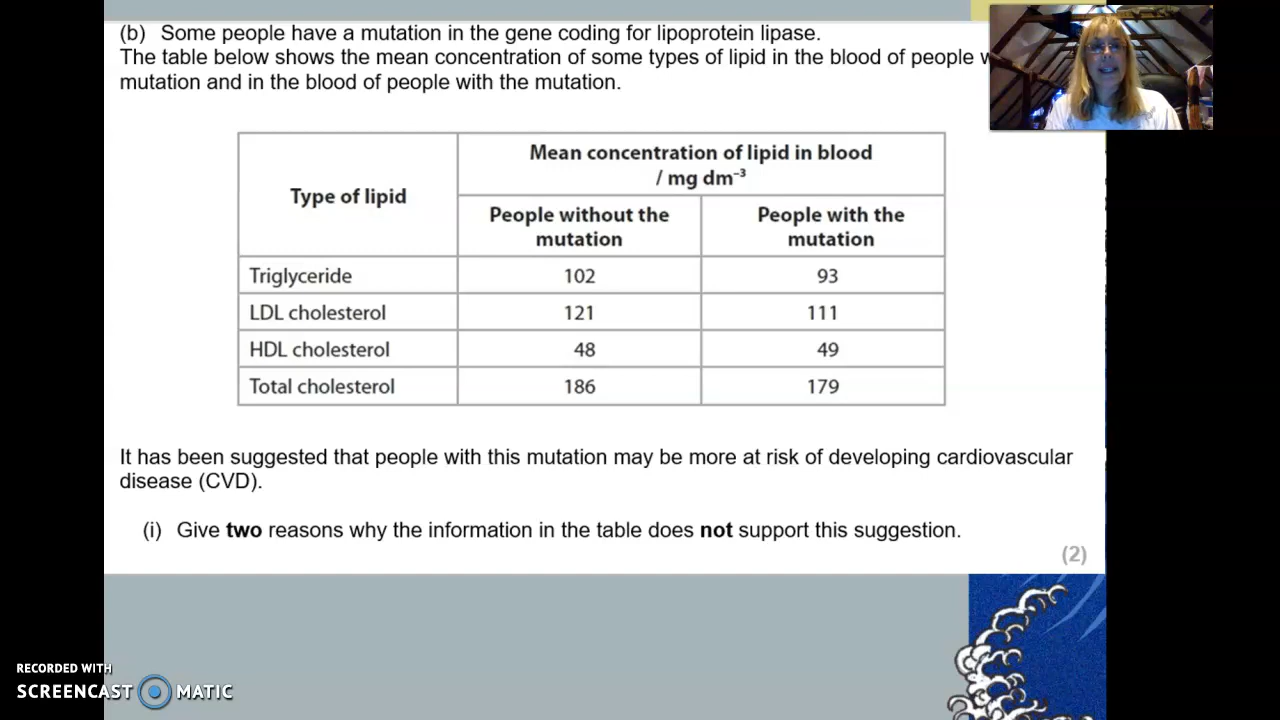 (b) Some people have a mutation in the gene coding for lipoprotein lipase.
The table below shows the mean concentration of some types of lipid in the blood of people
mutation and in the blood of people with the mutation.
Type of lipid
Mean concentration of lipid in blood
/ mg dm⁻³
People without the
mutation
People with the
mutation
Triglyceride 102 93
LDL cholesterol 121 111
HDL cholesterol 48 49
Total cholesterol 186 179
It has been suggested that people with this mutation may be more at risk of developing cardiovascular
disease (CVD).
(i) Give two reasons why the information in the table does not support this suggestion.
(2)
RECORDED WITH
SCREENCAST MATIC